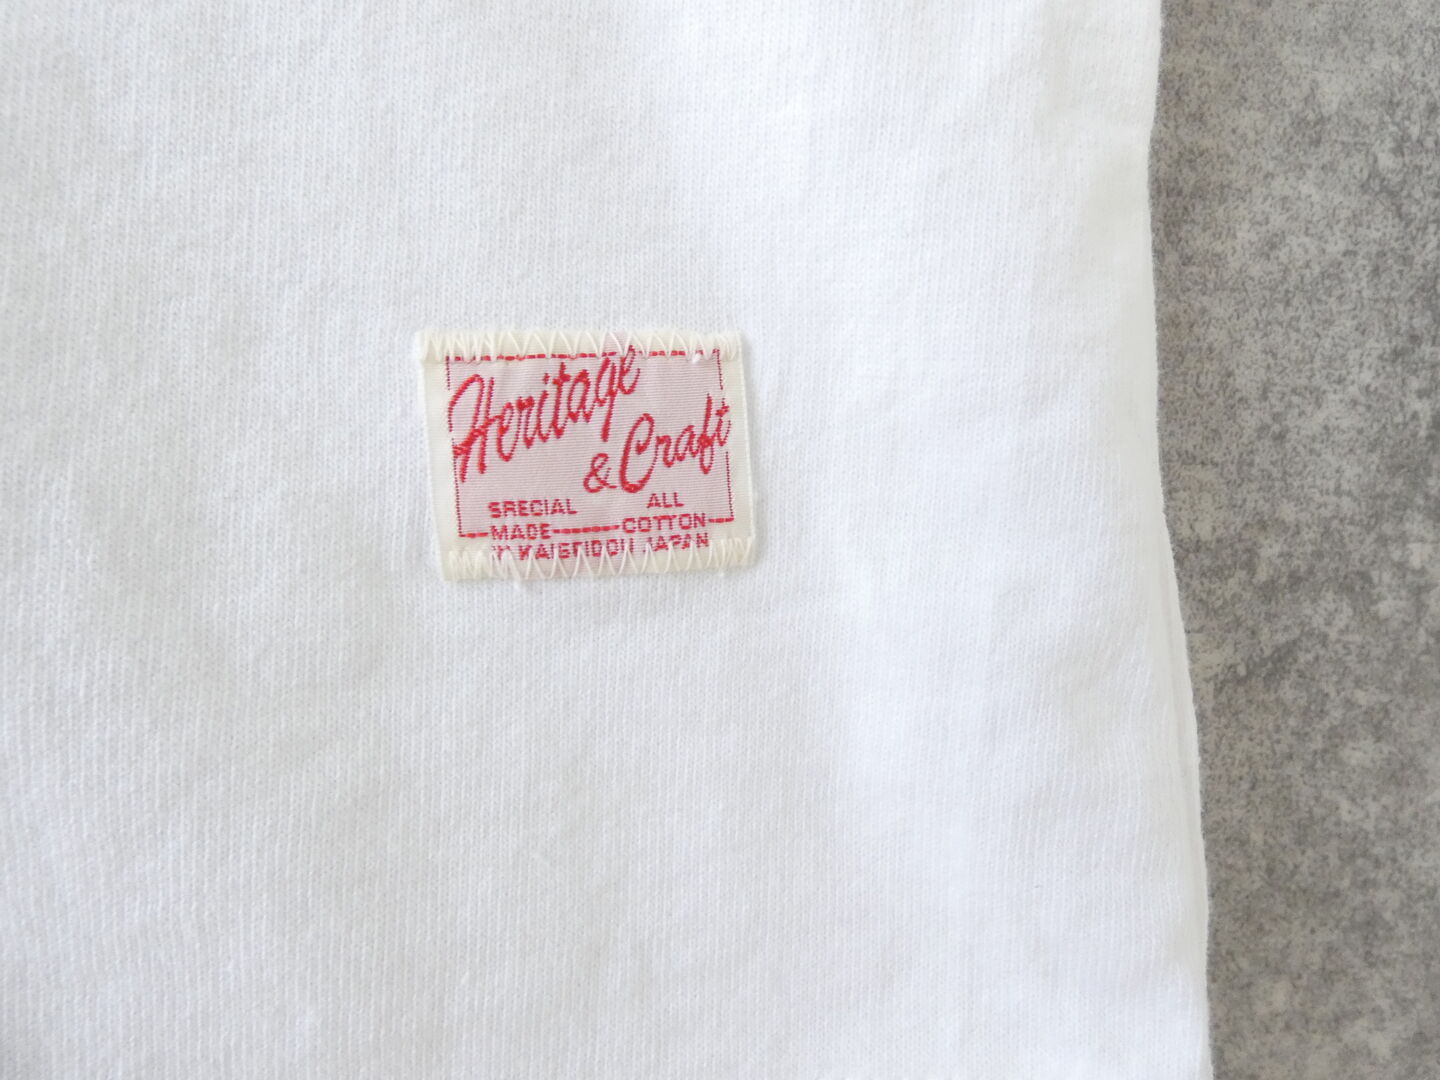 Heritage
& Craft
SPECIAL ALL
MADE COTTON
JAPAN